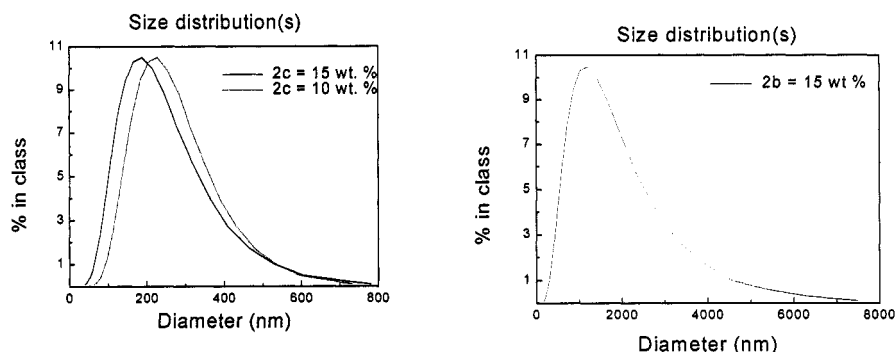 Size distribution(s)
11
9
7
5
3
1
% in class
2c = 15 wt. %
2c = 10 wt. %
0
200
400
600
800
Diameter (nm)
Size distribution(s)
11
9
7
5
3
1
% in class
2b = 15 wt %
0
2000
4000
6000
8000
Diameter (nm)